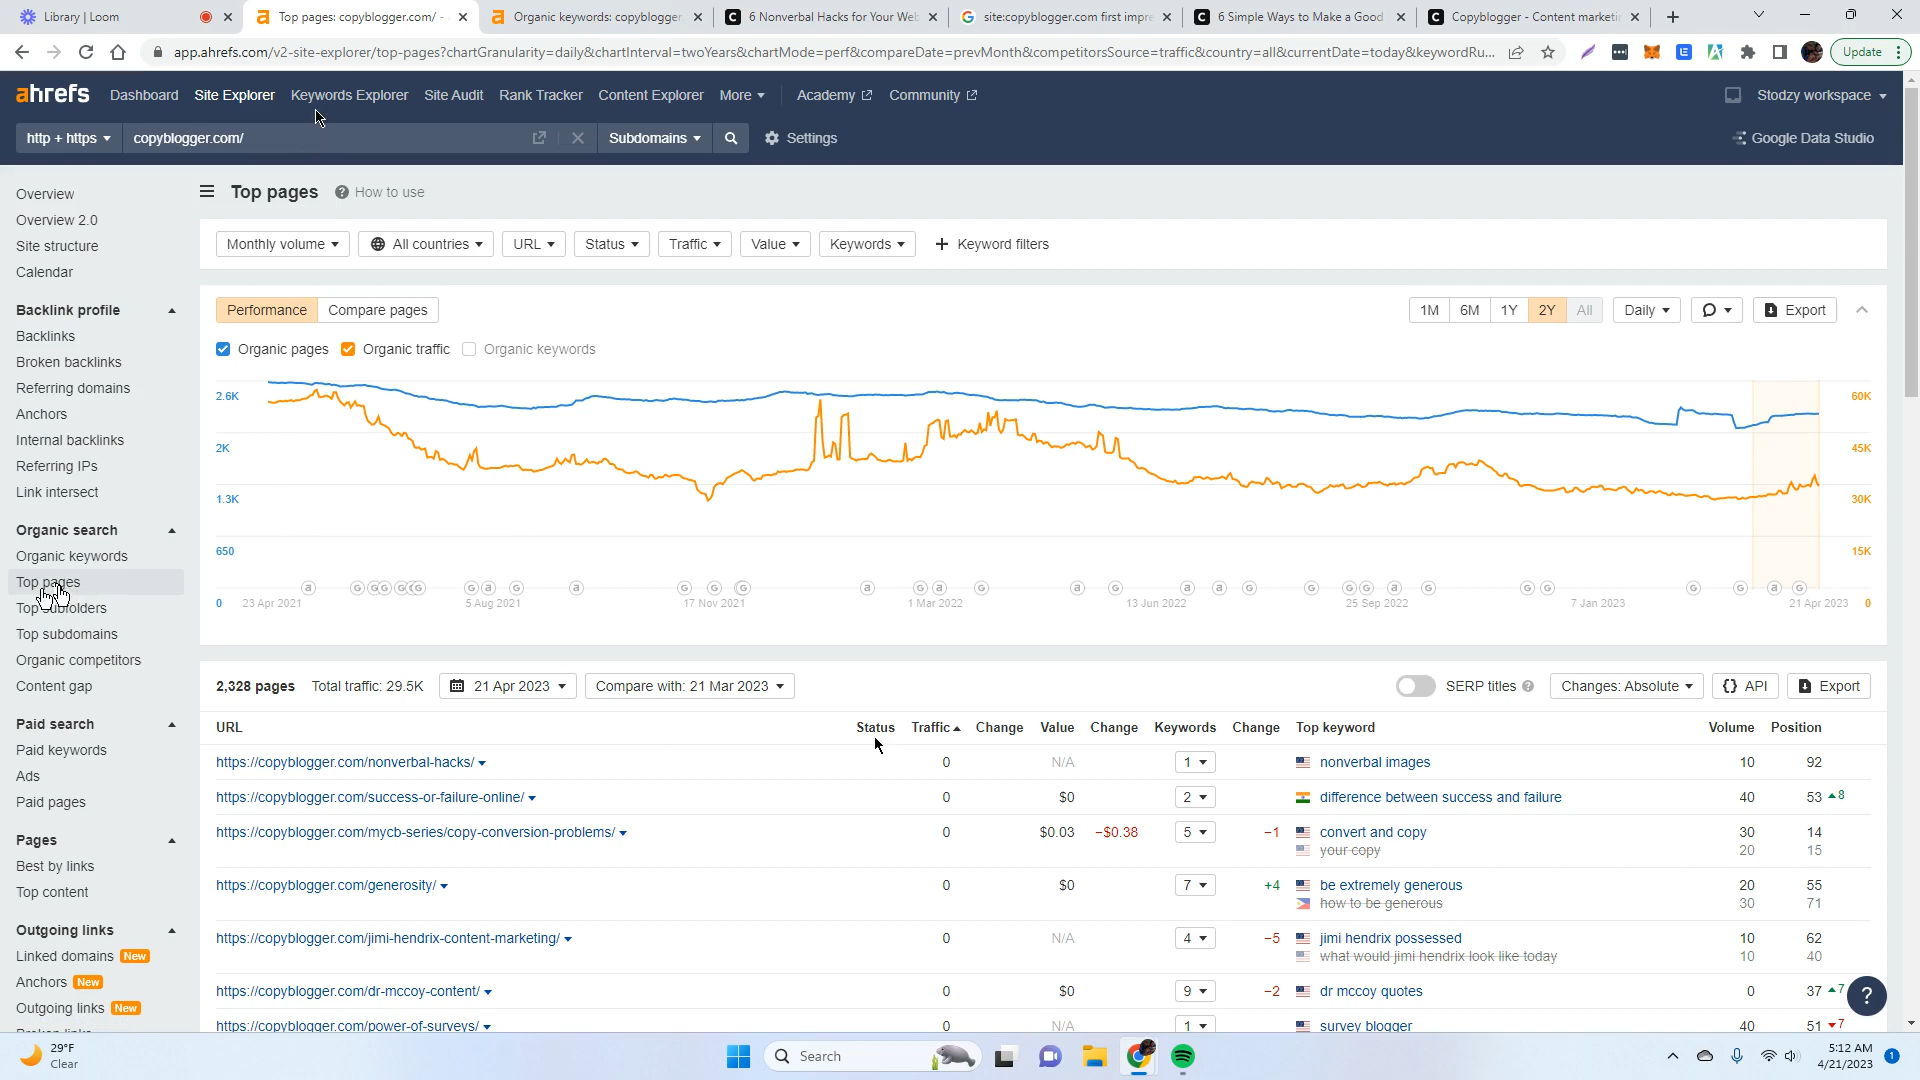 Library | Loom
Top pages: copyblogger.com/ -
Organic keywords: copyblogger
6 Nonverbal Hacks for Your Web
site:copyblogger.com first impre
6 Simple Ways to Make a Good
Copyblogger - Content marketi
app.ahrefs.com/v2-site-explorer/top-pages?chartGranularity=daily&chartInterval=twoYears&chartMode=perf&compareDate=prevMonth&competitorsSource=traffic&country=all&currentDate=today&keywordRu...
Update
ahrefs Dashboard Site Explorer Keywords Explorer Site Audit Rank Tracker Content Explorer More Academy Community Stodzy workspace
http + https copyblogger.com/ Subdomains Settings Google Data Studio
Overview
Overview 2.0
Site structure
Calendar
Backlink profile
Backlinks
Broken backlinks
Referring domains
Anchors
Internal backlinks
Referring IPs
Link intersect
Organic search
Organic keywords
Top pages
Top subfolders
Top subdomains
Organic competitors
Content gap
Paid search
Paid keywords
Ads
Paid pages
Pages
Best by links
Top content
Outgoing links
Linked domains New
Anchors New
Outgoing links New
Top pages ? How to use
Monthly volume All countries URL Status Traffic Value Keywords + Keyword filters
Performance Compare pages 1M 6M 1Y 2Y All Daily Export
Organic pages Organic traffic Organic keywords
2.6K 60K
2K 45K
1.3K 30K
650 15K
a G G G G G G G a G a G G G a G a G a G a a G G G a G G G G G a G
0 23 Apr 2021 5 Aug 2021 17 Nov 2021 1 Mar 2022 13 Jun 2022 25 Sep 2022 7 Jan 2023 21 Apr 2023 0
2,328 pages Total traffic: 29.5K 21 Apr 2023 Compare with: 21 Mar 2023 SERP titles ? Changes: Absolute {} API Export
URL Status Traffic Change Value Change Keywords Change Top keyword Volume Position
https://copyblogger.com/nonverbal-hacks/ 0 N/A 1 nonverbal images 10 92
https://copyblogger.com/success-or-failure-online/ 0 $0 2 difference between success and failure 40 53 8
https://copyblogger.com/mycb-series/copy-conversion-problems/ 0 $0.03 −$0.38 5 −1 convert and copy 30 14
your copy 20 15
https://copyblogger.com/generosity/ 0 $0 7 +4 be extremely generous 20 55
how to be generous 30 71
https://copyblogger.com/jimi-hendrix-content-marketing/ 0 N/A 4 −5 jimi hendrix possessed 10 62
what would jimi hendrix look like today 10 40
https://copyblogger.com/dr-mccoy-content/ 0 $0 9 −2 dr mccoy quotes 0 37 7
https://copyblogger.com/power-of-surveys/ 0 N/A 1 survey blogger 40 51 7
?
29°F
Clear
Search
5:12 AM
4/21/2023
1